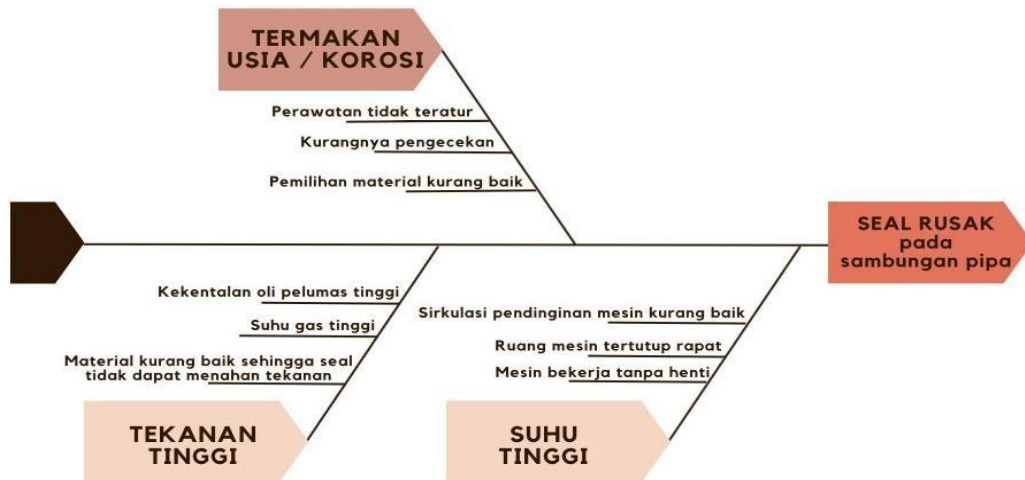 TERMAKAN
USIA / KOROSI
Perawatan tidak teratur
Kurangnya pengecekan
Pemilihan material kurang baik
SEAL RUSAK
pada
sambungan pipa
Kekentalan oli pelumas tinggi
Suhu gas tinggi
Material kurang baik sehingga seal
tidak dapat menahan tekanan
Sirkulasi pendinginan mesin kurang baik
Ruang mesin tertutup rapat
Mesin bekerja tanpa henti
TEKANAN
TINGGI
SUHU
TINGGI